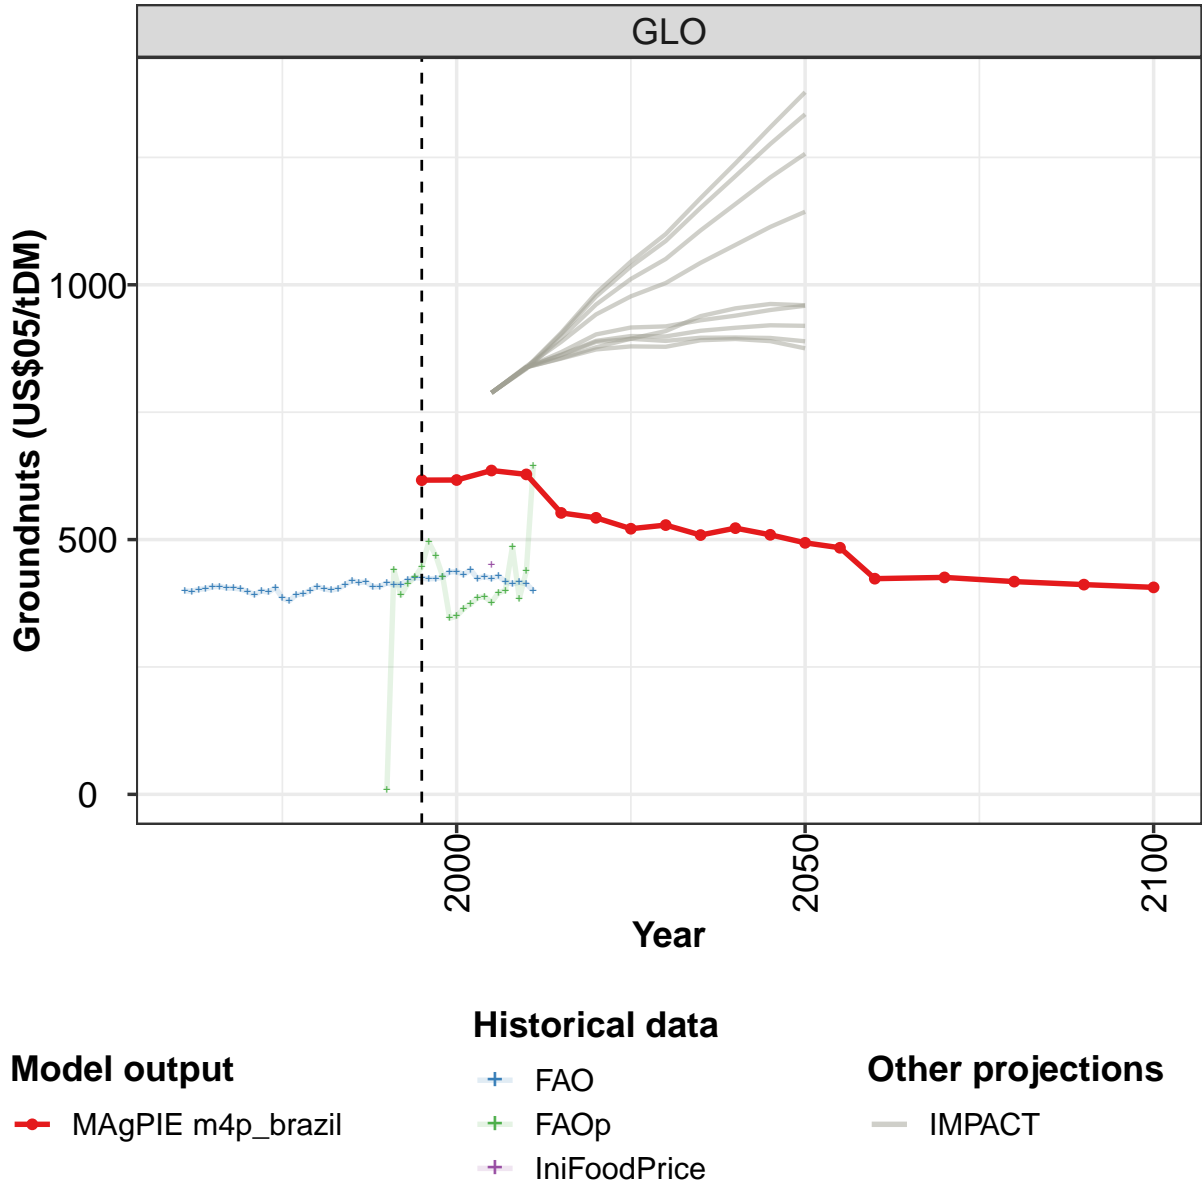 GLO
Groundnuts (US$05/tDM)
1000
500
0
2000
2050
2100
Year
Model output
MAgPIE m4p_brazil
Historical data
FAO
FAOp
IniFoodPrice
Other projections
IMPACT